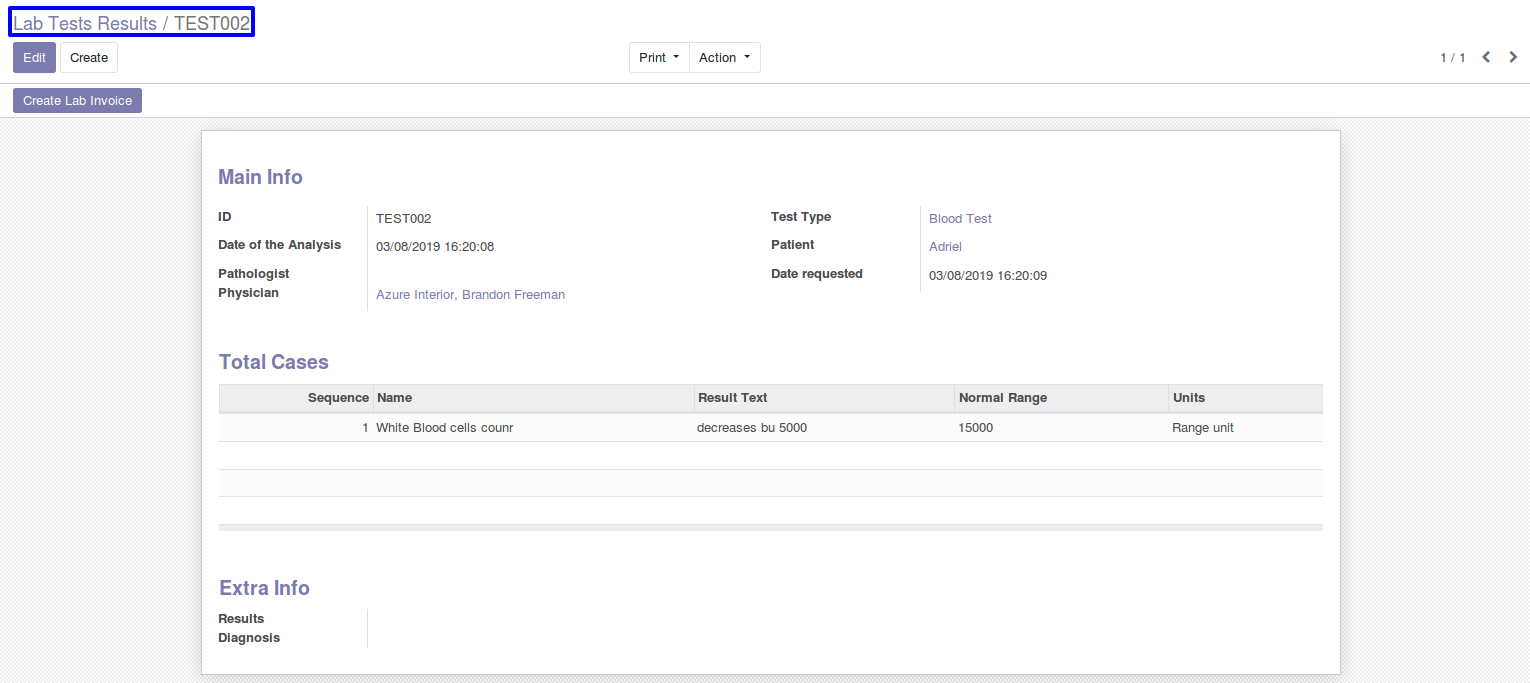 Lab Tests Results / TEST002
Edit Create Print Action 1 / 1
Create Lab Invoice
Main Info
ID TEST002 Test Type Blood Test
Date of the Analysis 03/08/2019 16:20:08 Patient Adriel
Pathologist Date requested 03/08/2019 16:20:09
Physician Azure Interior, Brandon Freeman
Total Cases
Sequence Name Result Text Normal Range Units
1 White Blood cells counr decreases bu 5000 15000 Range unit
Extra Info
Results
Diagnosis